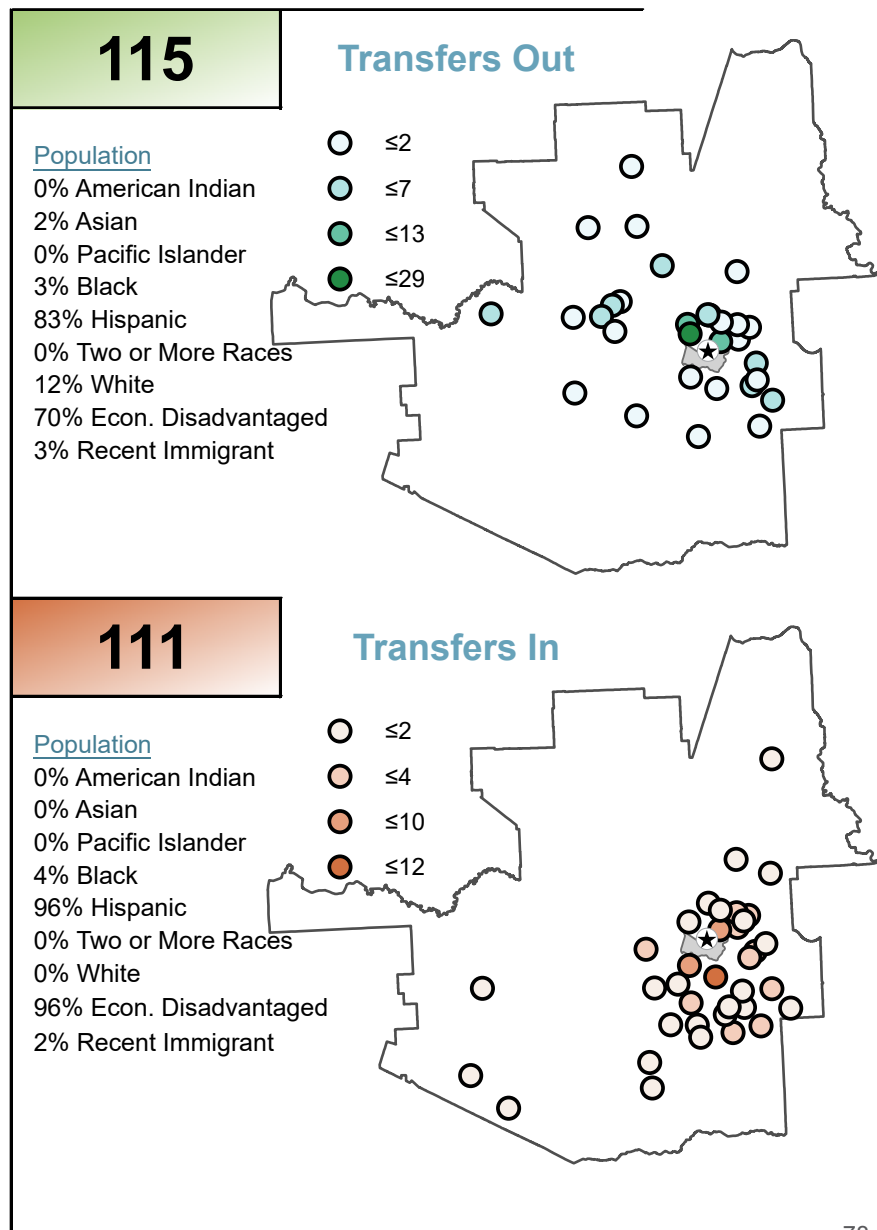 115
Transfers Out
Population
0% American Indian
2% Asian
0% Pacific Islander
3% Black
83% Hispanic
0% Two or More Races
12% White
70% Econ. Disadvantaged
3% Recent Immigrant
≤2
≤7
≤13
≤29
111
Transfers In
Population
0% American Indian
0% Asian
0% Pacific Islander
4% Black
96% Hispanic
0% Two or More Races
0% White
96% Econ. Disadvantaged
2% Recent Immigrant
≤2
≤4
≤10
≤12